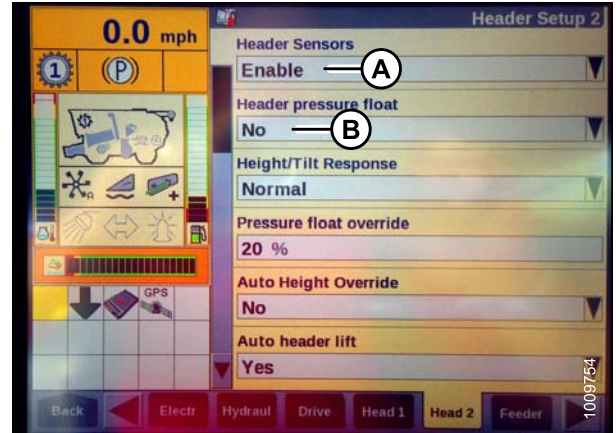 0.0 mph
Header Setup 2
1
(P)
Header Sensors
Enable
A
Header pressure float
No
B
Height/Tilt Response
Normal
Pressure float override
20 %
Auto Height Override
No
GPS
Auto header lift
Yes
Back
Electr
Hydraul
Drive
Head 1
Head 2
Feeder
1009754